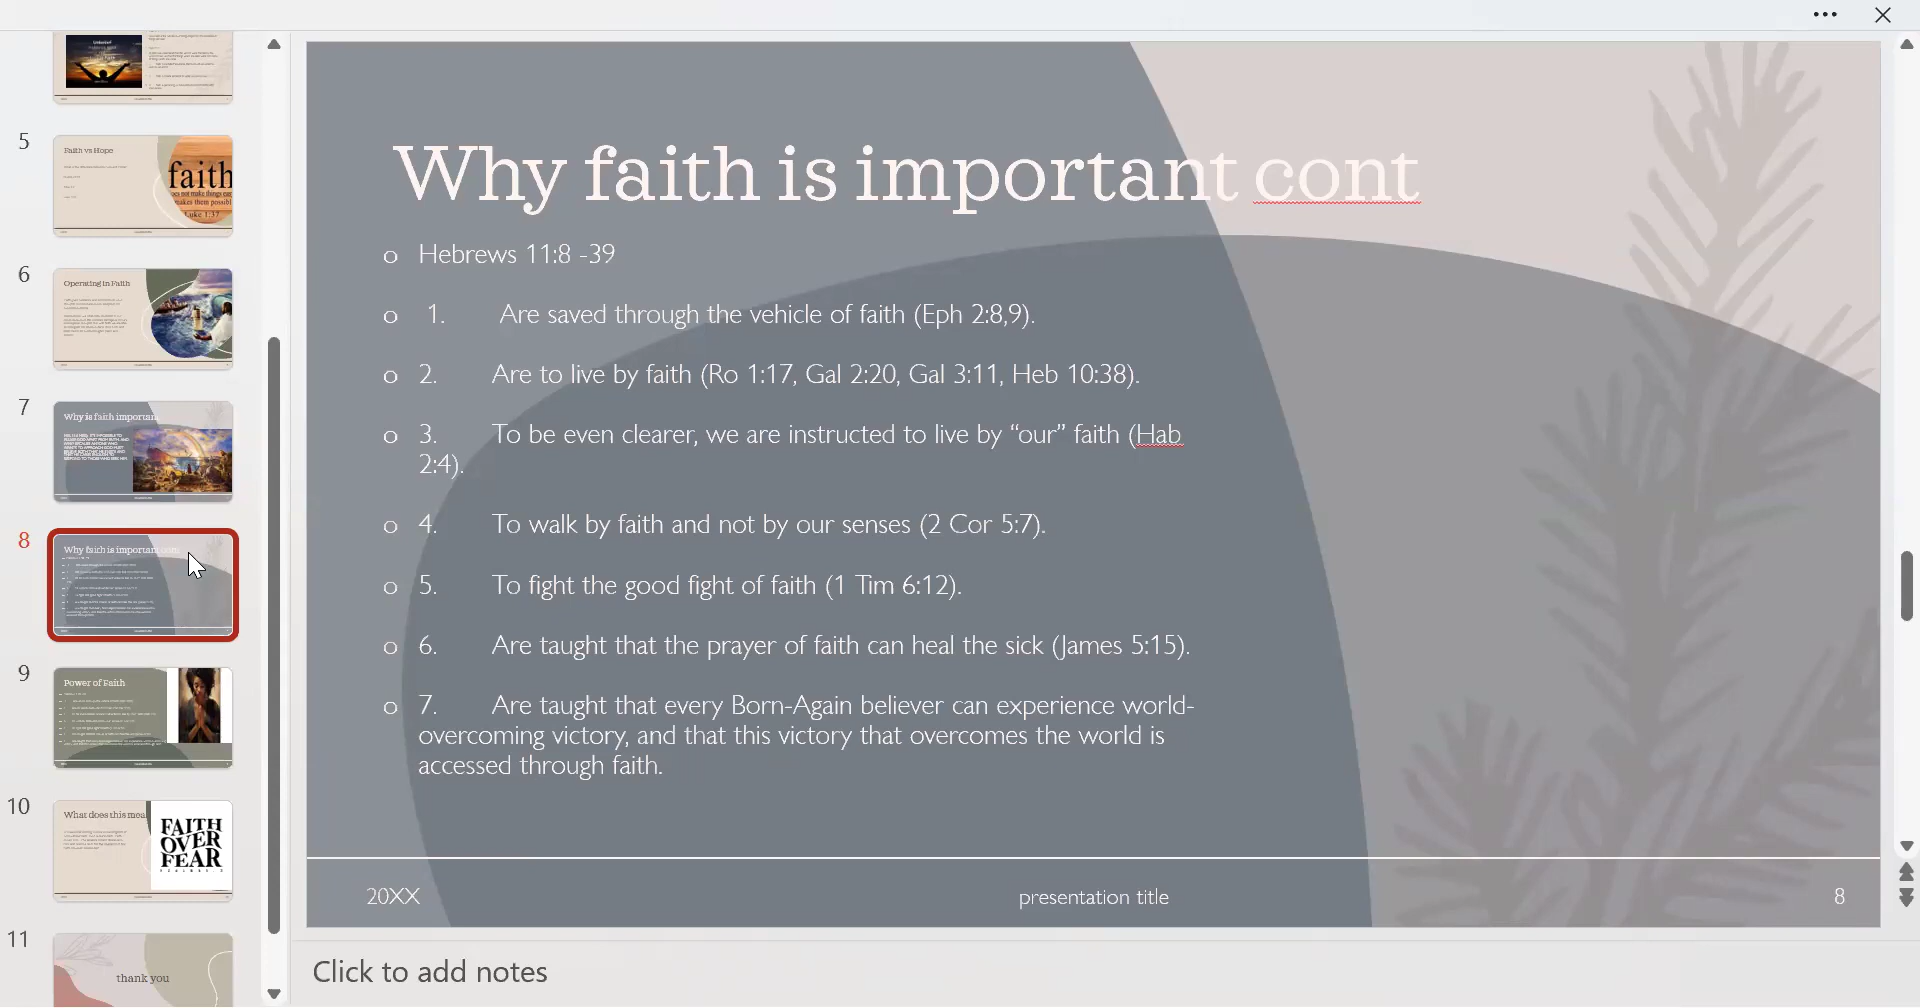 5
Faith vs Hope
faith
Luke 1:37
6
Operating in Faith
7
Why is faith important
8
Why faith is important cont
9
Power of Faith
10
What does this mea
FAITH
OVER
FEAR
11
thank you
Why faith is important cont
o Hebrews 11:8 -39
o 1. Are saved through the vehicle of faith (Eph 2:8,9).
o 2. Are to live by faith (Ro 1:17, Gal 2:20, Gal 3:11, Heb 10:38).
o 3. To be even clearer, we are instructed to live by “our” faith (Hab
2:4).
o 4. To walk by faith and not by our senses (2 Cor 5:7).
o 5. To fight the good fight of faith (1 Tim 6:12).
o 6. Are taught that the prayer of faith can heal the sick (James 5:15).
o 7. Are taught that every Born-Again believer can experience world-
overcoming victory, and that this victory that overcomes the world is
accessed through faith.
20XX presentation title 8
Click to add notes